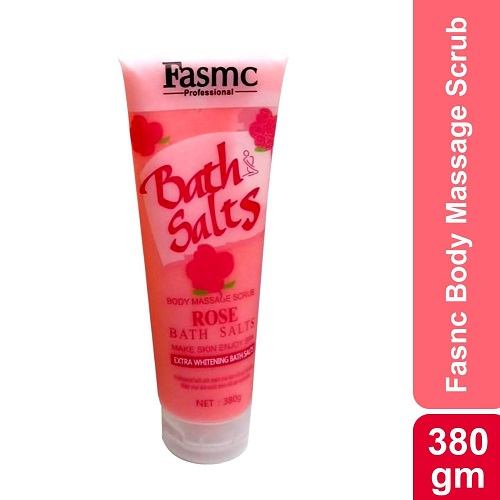 Fasmc
Professional
Bath
Salts
BODY MASSAGE SCRUB
ROSE
BATH SALTS
MAKE SKIN ENJOY
EXTRA WHITENING BATH SALT
NET : 380g
Fasnc Body Massage Scrub
380
gm